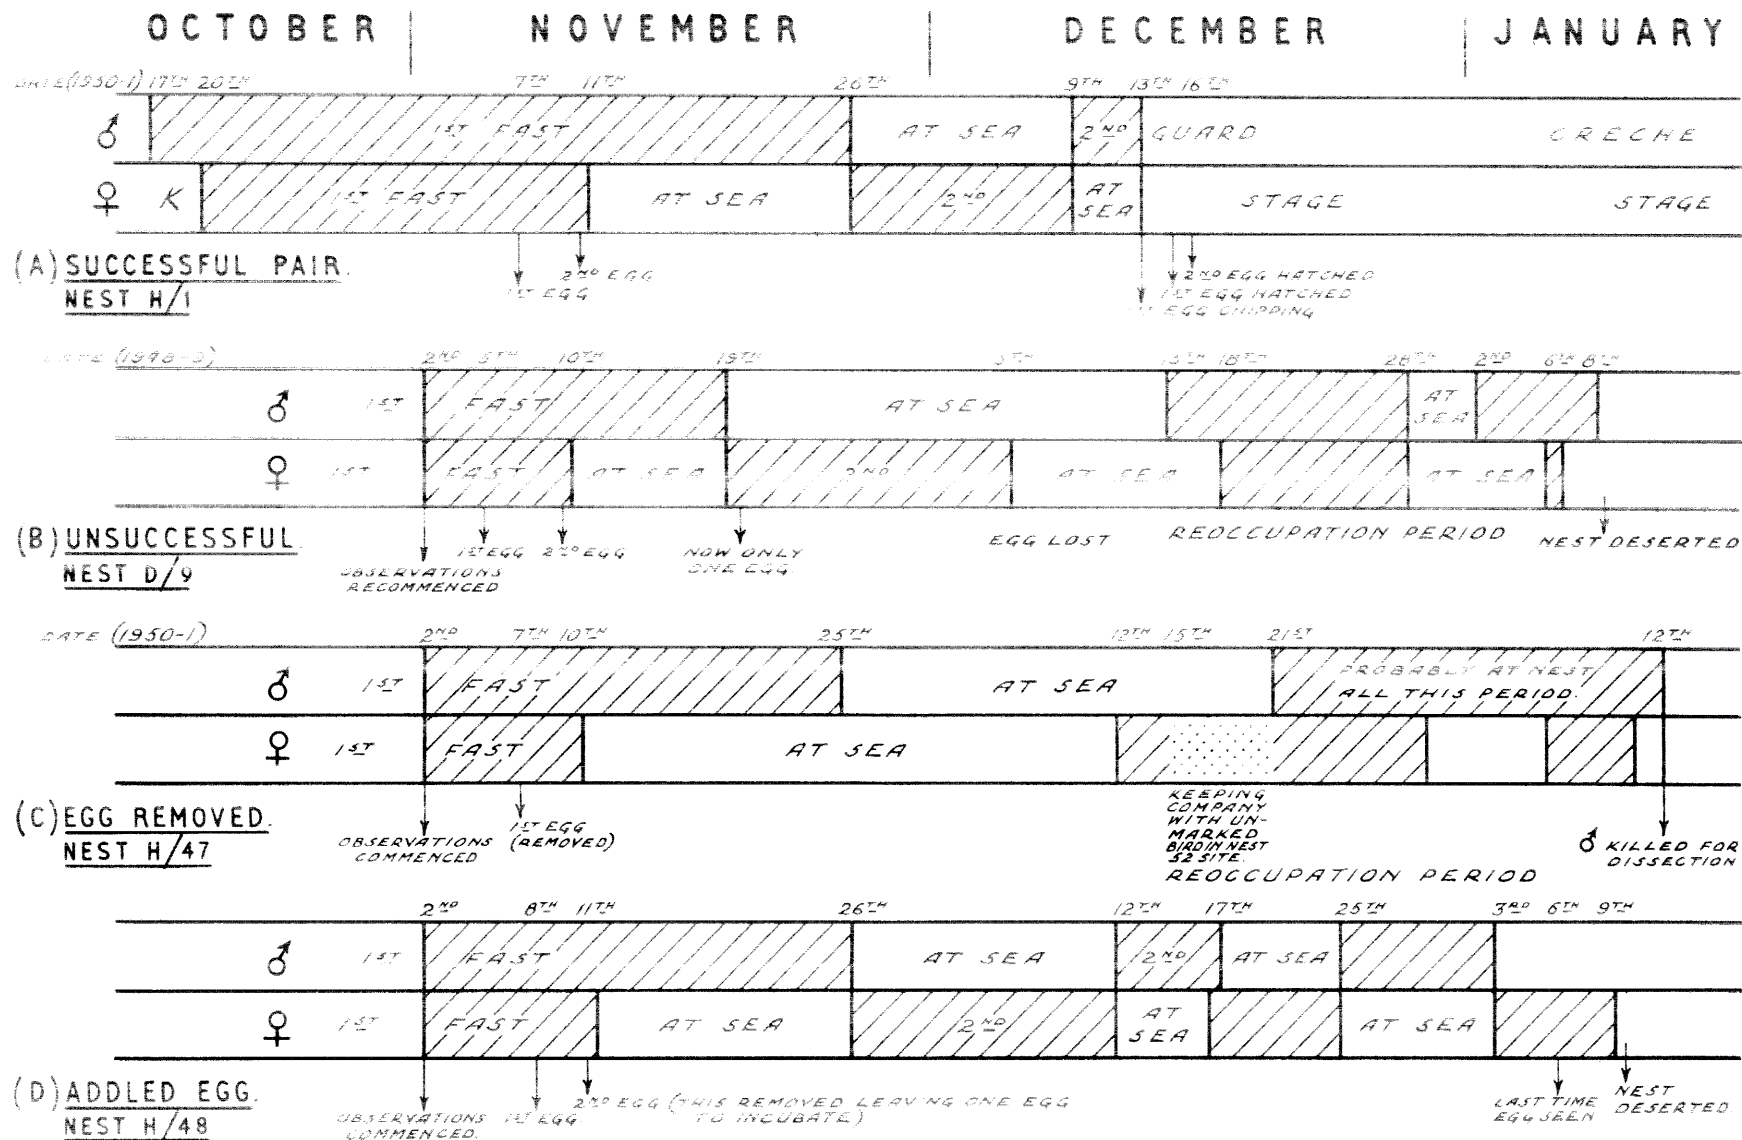 OCTOBER NOVEMBER DECEMBER JANUARY
DATE (1950-1) 17TH 20TH 7TH 11TH 26TH 9TH 13TH 16TH
♂ 1ST FAST AT SEA 2ND GUARD CRECHE
♀ K 1ST FAST AT SEA 2ND AT SEA STAGE STAGE
(A) SUCCESSFUL PAIR.
NEST H/1
1ST EGG
2ND EGG
2ND EGG HATCHED
1ST EGG HATCHED
1ST EGG CHIPPING
2ND 5TH 10TH 19TH 5TH 18TH 28TH 2ND 6TH 8TH
♂ 1ST FAST AT SEA AT SEA
♀ 1ST FAST AT SEA 2ND AT SEA AT SEA
(B) UNSUCCESSFUL
NEST D/9
OBSERVATIONS
RECOMMENCED
1ST EGG 2ND EGG
NOW ONLY
ONE EGG.
EGG LOST
REOCCUPATION PERIOD
NEST DESERTED
DATE (1950-1) 2ND 7TH 10TH 25TH 12TH 15TH 21ST 12TH
♂ 1ST FAST AT SEA PROBABLY AT NEST
ALL THIS PERIOD.
♀ 1ST FAST AT SEA
(C) EGG REMOVED.
NEST H/47
OBSERVATIONS
COMMENCED
1ST EGG
(REMOVED)
KEEPING
COMPANY
WITH UN-
MARKED
BIRD IN NEST
52 SITE.
REOCCUPATION PERIOD
♂ KILLED FOR
DISSECTION
2ND 8TH 11TH 26TH 12TH 17TH 25TH 3RD 6TH 9TH
♂ 1ST FAST AT SEA 2ND AT SEA
♀ 1ST FAST AT SEA 2ND AT SEA AT SEA
(D) ADDLED EGG.
NEST H/48
OBSERVATIONS
COMMENCED.
1ST EGG
2ND EGG (THIS REMOVED LEAVING ONE EGG
TO INCUBATE)
LAST TIME
EGG SEEN
NEST
DESERTED.